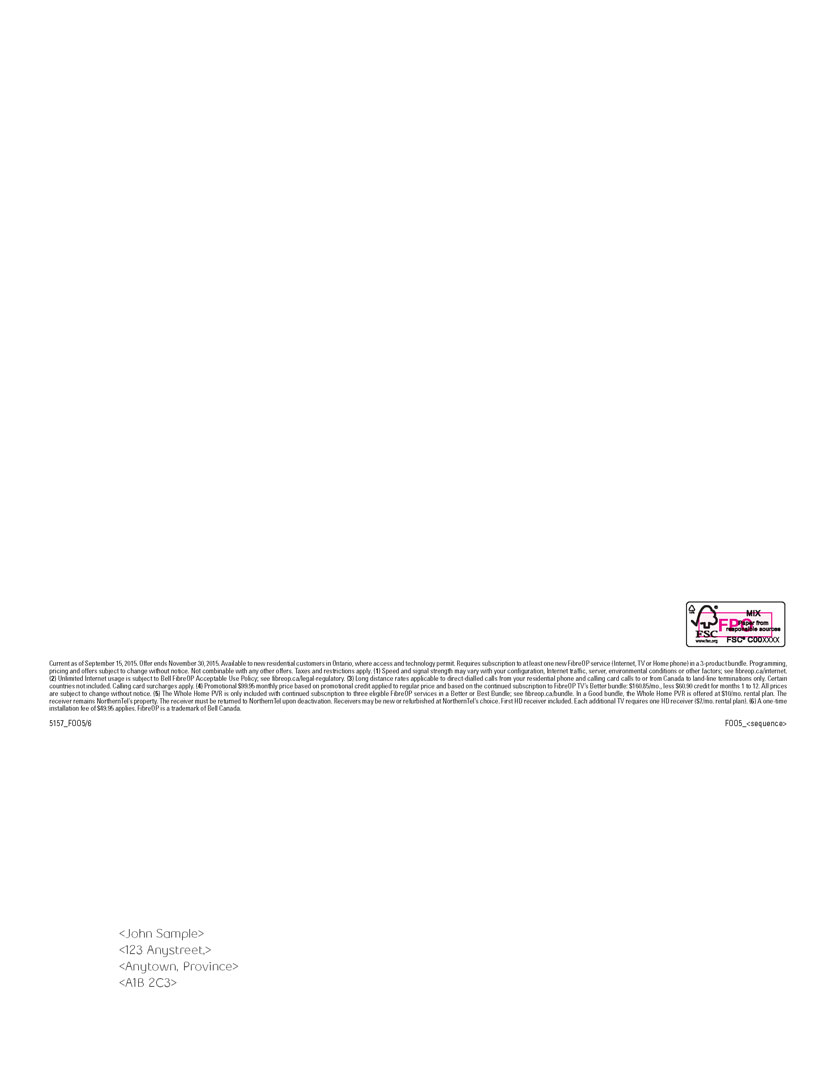 MIX
FPO
Paper from
responsible sources
FSC
www.fsc.org
FSC® C00XXXX
Current as of September 15, 2015. Offer ends November 30, 2015. Available to new residential customers in Ontario, where access and technology permit. Requires subscription to at least one new FibreOP service (Internet, TV or Home phone) in a 3-product bundle. Programming,
pricing and offers subject to change without notice. Not combinable with any other offers. Taxes and restrictions apply. (1) Speed and signal strength may vary with your configuration, Internet traffic, server, environmental conditions or other factors; see fibreop.ca/internet.
(2) Unlimited Internet usage is subject to Bell FibreOP Acceptable Use Policy; see fibreop.ca/legal-regulatory. (3) Long distance rates applicable to direct-dialled calls from your residential phone and calling card calls to or from Canada to land-line terminations only. Certain
countries not included. Calling card surcharges apply. (4) Promotional $99.95 monthly price based on promotional credit applied to regular price and based on the continued subscription to FibreOP TV's Better bundle: $160.85/mo., less $60.90 credit for months 1 to 12. All prices
are subject to change without notice. (5) The Whole Home PVR is only included with continued subscription to three eligible FibreOP services in a Better or Best Bundle; see fibreop.ca/bundle. In a Good bundle, the Whole Home PVR is offered at $10/mo. rental plan. The
receiver remains NorthernTel's property. The receiver must be returned to NorthernTel upon deactivation. Receivers may be new or refurbished at NorthernTel's choice. First HD receiver included. Each additional TV requires one HD receiver ($7/mo. rental plan). (6) A one-time
installation fee of $49.95 applies. FibreOP is a trademark of Bell Canada.
5157_F005/6
F005_<sequence>
<John Sample>
<123 Anystreet,>
<Anytown, Province>
<A1B 2C3>